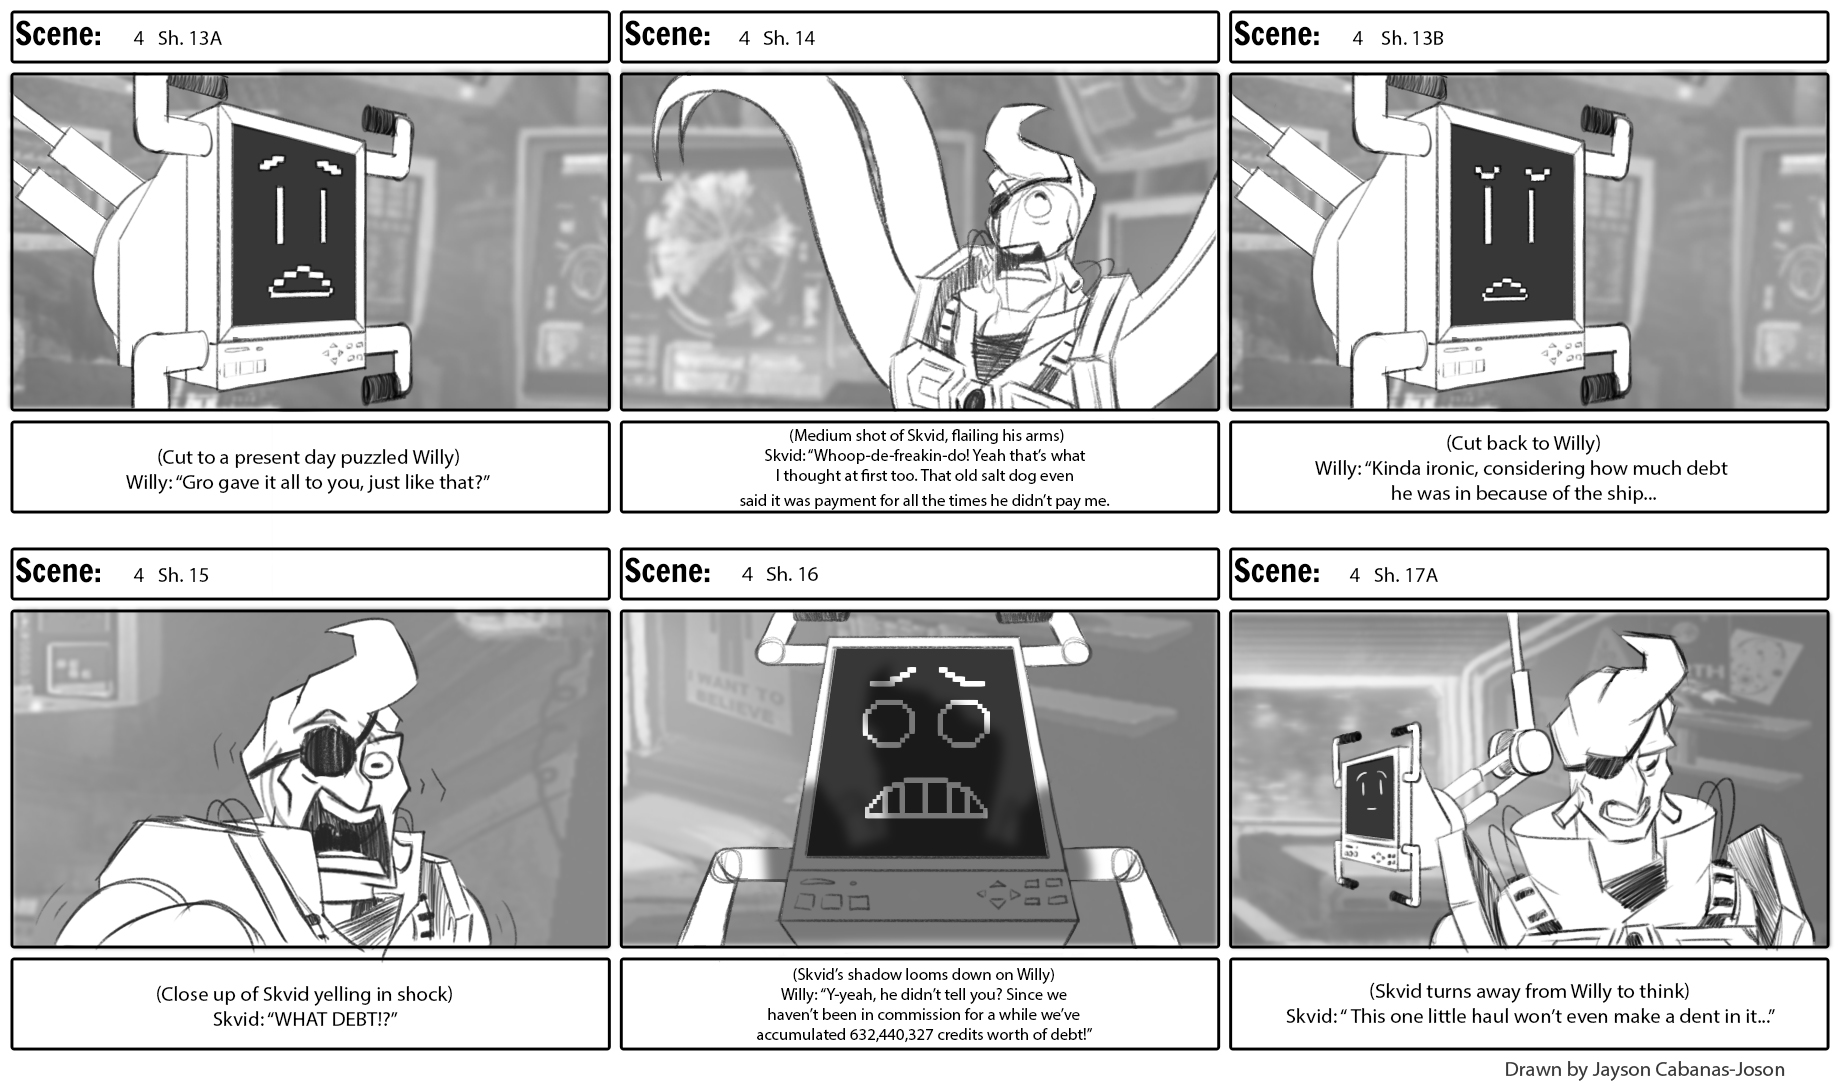 Scene: 4 Sh. 13A
Scene: 4 Sh. 14
Scene: 4 Sh. 13B
(Cut to a present day puzzled Willy)
Willy: “Gro gave it all to you, just like that?”
(Medium shot of Skvid, flailing his arms)
Skvid: “Whoop-de-freakin-do! Yeah that’s what
I thought at first too. That old salt dog even
said it was payment for all the times he didn’t pay me.
(Cut back to Willy)
Willy: “Kinda ironic, considering how much debt
he was in because of the ship...
Scene: 4 Sh. 15
Scene: 4 Sh. 16
Scene: 4 Sh. 17A
I WANT TO
BELIEVE
(Close up of Skvid yelling in shock)
Skvid: “WHAT DEBT!?”
(Skvid’s shadow looms down on Willy)
Willy: “Y-yeah, he didn’t tell you? Since we
haven’t been in commission for a while we’ve
accumulated 632,440,327 credits worth of debt!”
(Skvid turns away from Willy to think)
Skvid: “ This one little haul won’t even make a dent in it...”
Drawn by Jayson Cabanas-Joson